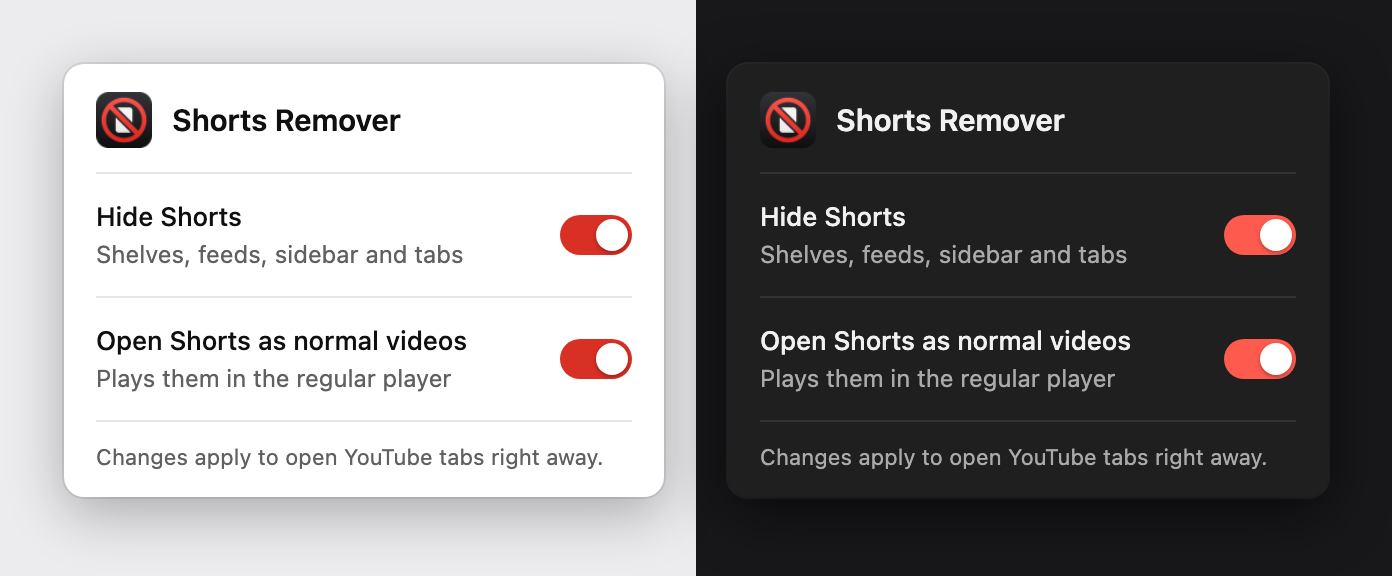 Shorts Remover
Hide Shorts
Shelves, feeds, sidebar and tabs
Open Shorts as normal videos
Plays them in the regular player
Changes apply to open YouTube tabs right away.
Shorts Remover
Hide Shorts
Shelves, feeds, sidebar and tabs
Open Shorts as normal videos
Plays them in the regular player
Changes apply to open YouTube tabs right away.